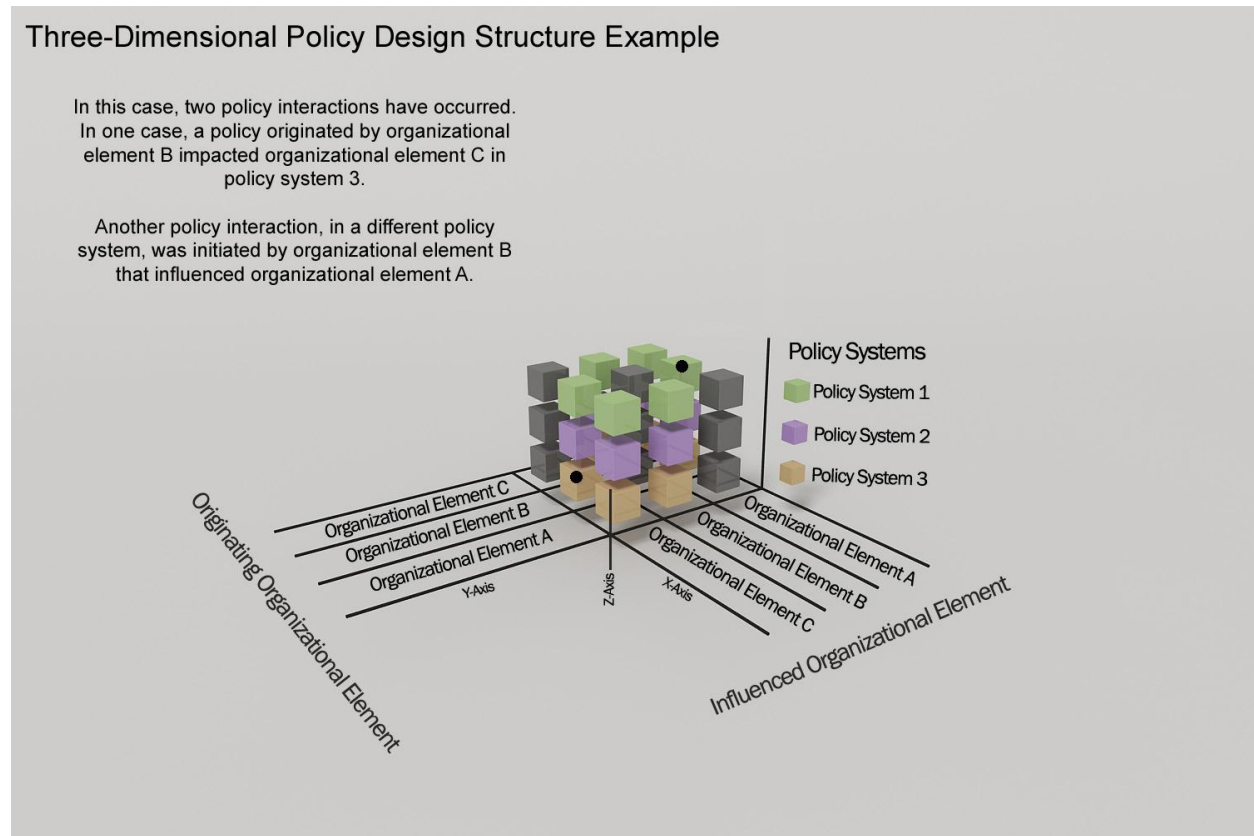 Three-Dimensional Policy Design Structure Example
In this case, two policy interactions have occurred.
In one case, a policy originated by organizational
element B impacted organizational element C in
policy system 3.
Another policy interaction, in a different policy
system, was initiated by organizational element B
that influenced organizational element A.
Policy Systems
Policy System 1
Policy System 2
Policy System 3
Originating Organizational Element
Organizational Element C
Organizational Element B
Organizational Element A
Y-Axis
Z-Axis
X-Axis
Organizational Element A
Organizational Element B
Organizational Element C
Influenced Organizational Element